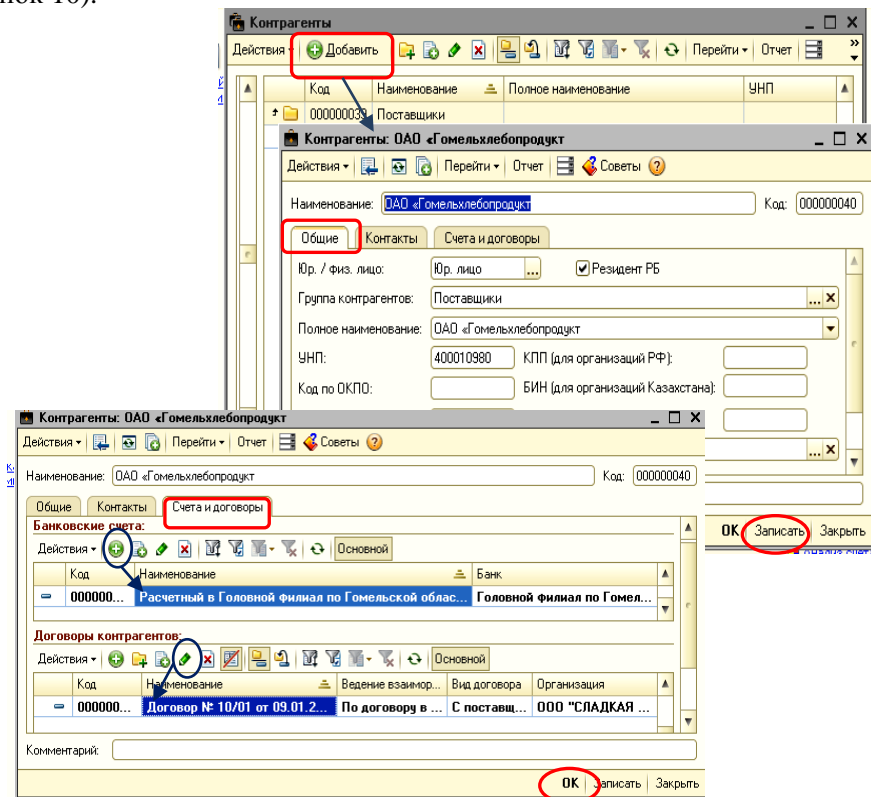 нок 10).
Контрагенты
Действия Добавить Перейти Отчет
Код Наименование Полное наименование УНП
000000039 Поставщики
Контрагенты: ОАО «Гомельхлебопродукт
Действия Перейти Отчет Советы
Наименование: ОАО «Гомельхлебопродукт Код: 000000040
Общие Контакты Счета и договоры
Юр. / физ. лицо: Юр. лицо ... Резидент РБ
Группа контрагентов: Поставщики ... x
Полное наименование: ОАО «Гомельхлебопродукт
УНП: 400010980 КПП (для организаций РФ):
Код по ОКПО: БИН (для организаций Казахстана):
... x
OK Записать Закрыть
Контрагенты: ОАО «Гомельхлебопродукт
Действия Перейти Отчет Советы
Наименование: ОАО «Гомельхлебопродукт Код: 000000040
Общие Контакты Счета и договоры
Банковские счета:
Действия Основной
Код Наименование Банк
000000... Расчетный в Головной филиал по Гомельской облас... Головной филиал по Гомел...
Договоры контрагентов:
Действия Основной
Код Наименование Ведение взаимор... Вид договора Организация
000000... Договор № 10/01 от 09.01.2... По договору в ... С поставщ... ООО "СЛАДКАЯ ...
Комментарий:
OK Записать Закрыть